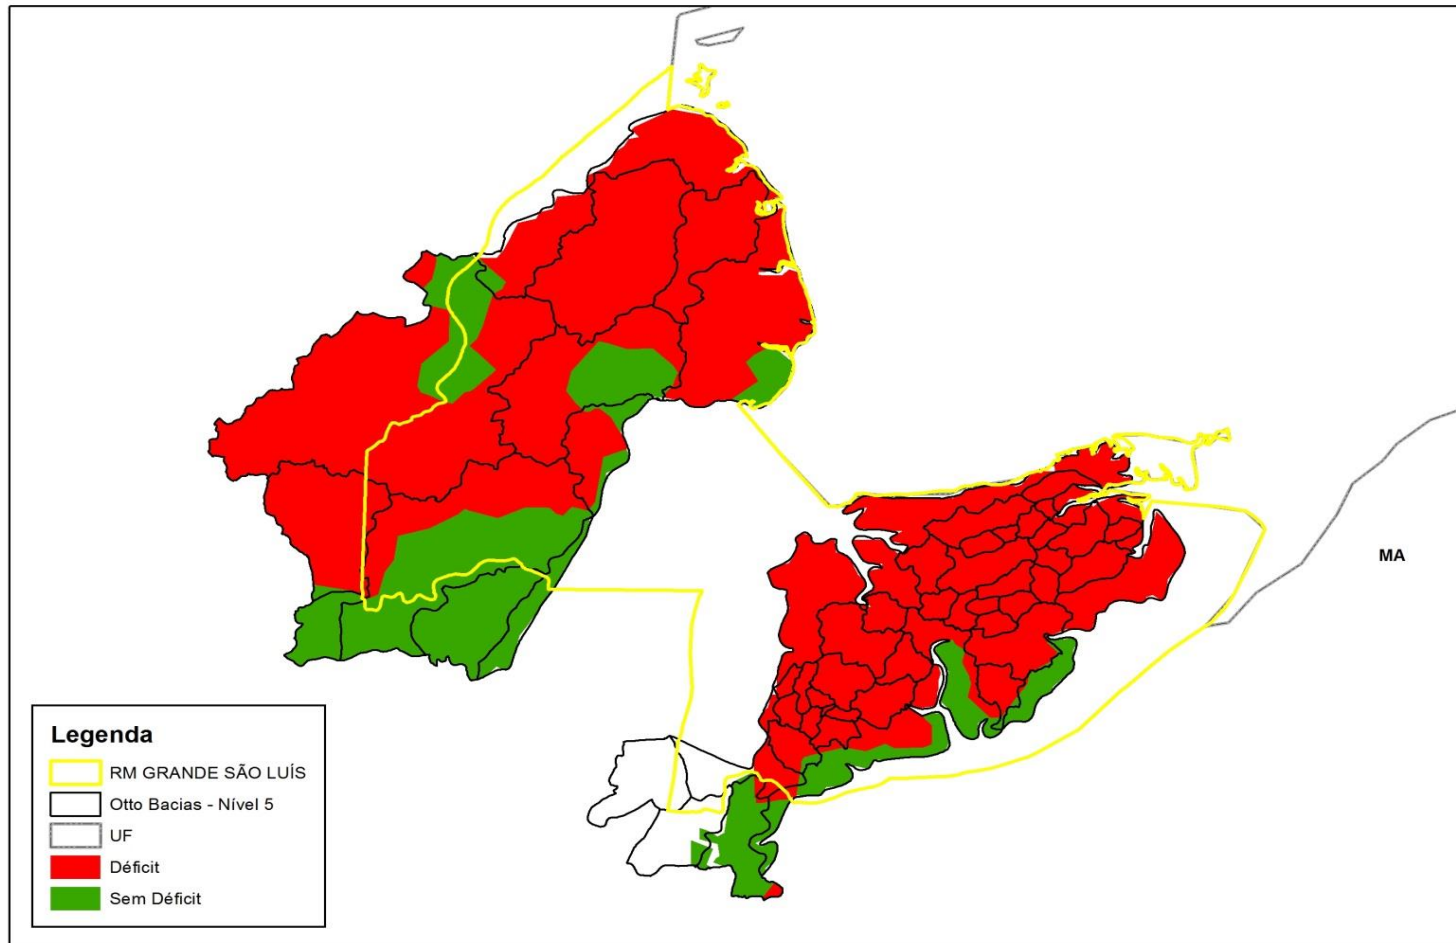 MA
Legenda
RM GRANDE SÃO LUÍS
Otto Bacias - Nível 5
UF
Déficit
Sem Déficit